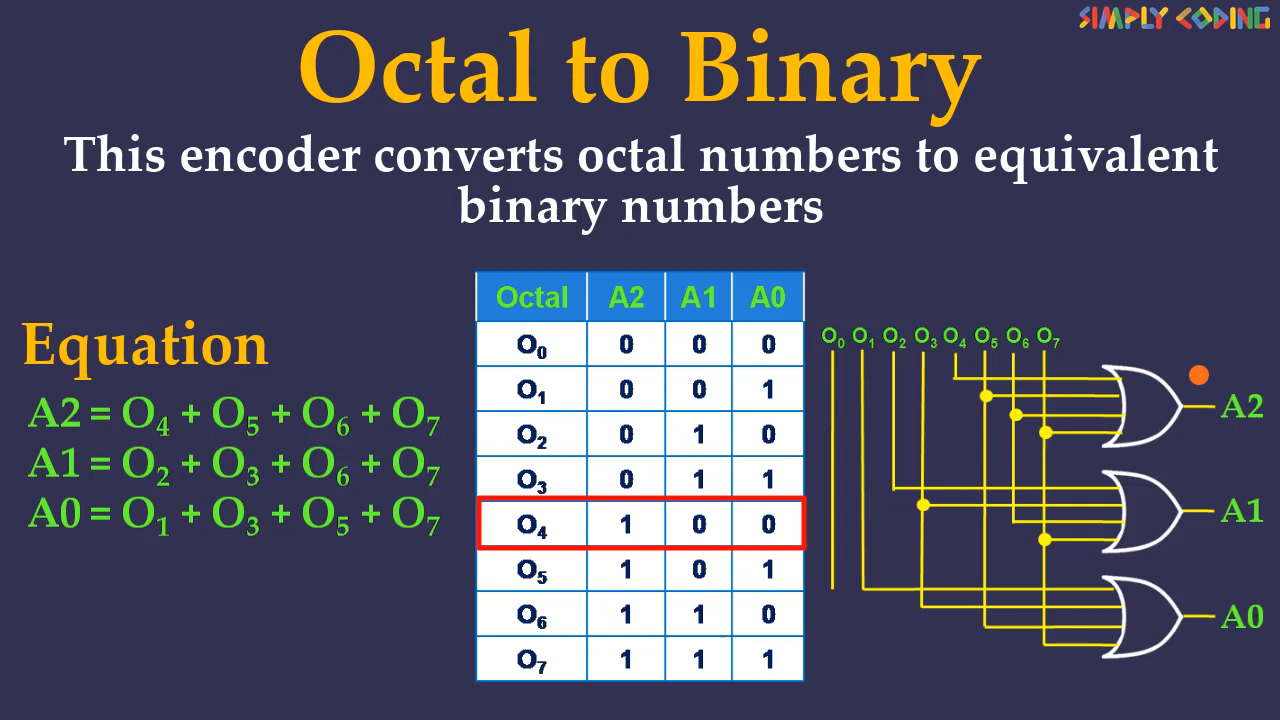 SIMPLY CODING
Octal to Binary
This encoder converts octal numbers to equivalent
binary numbers
Equation
A2 = O₄ + O₅ + O₆ + O₇
A1 = O₂ + O₃ + O₆ + O₇
A0 = O₁ + O₃ + O₅ + O₇
Octal A2 A1 A0
O₀ 0 0 0
O₁ 0 0 1
O₂ 0 1 0
O₃ 0 1 1
O₄ 1 0 0
O₅ 1 0 1
O₆ 1 1 0
O₇ 1 1 1
O₀ O₁ O₂ O₃ O₄ O₅ O₆ O₇
A2
A1
A0